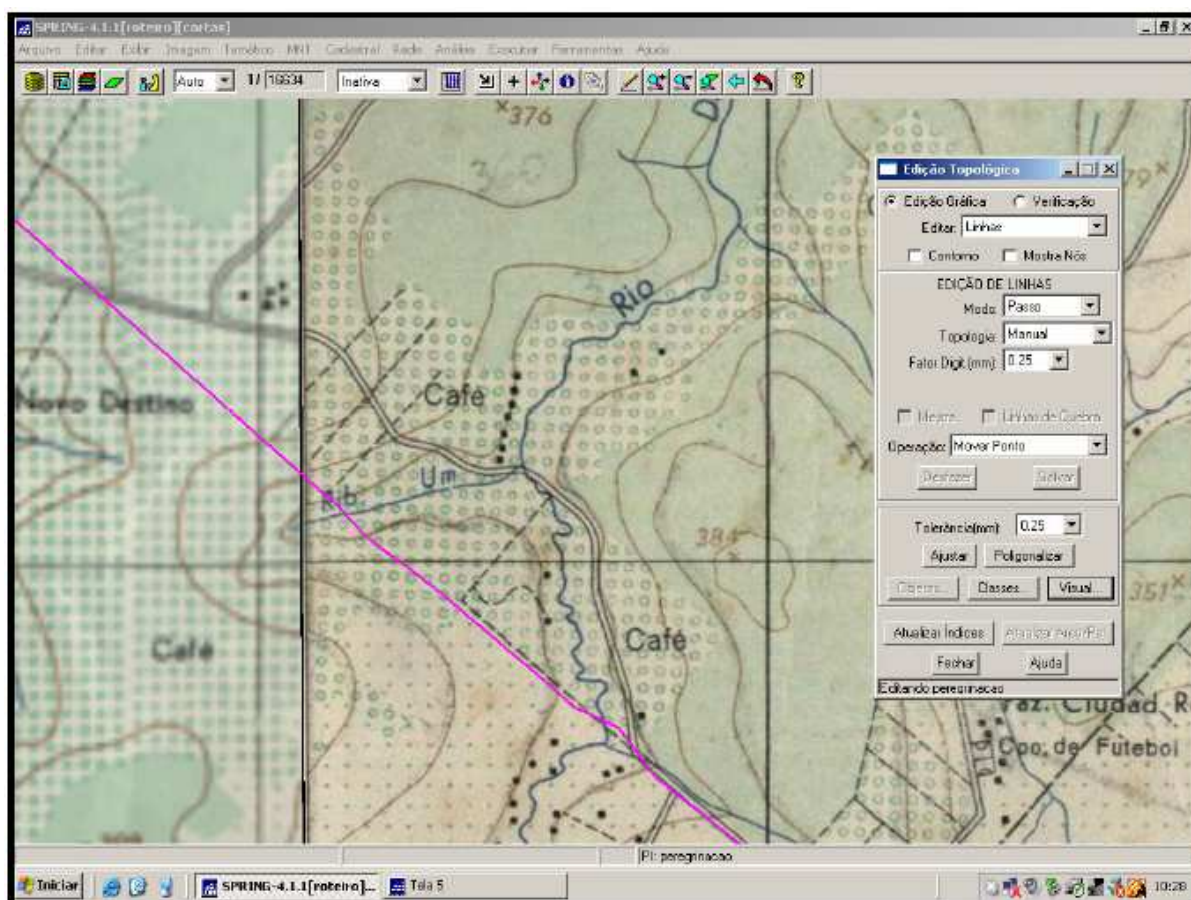 SPRING-4.1.1[roteiro][cartas]
Arquivo Editar Exibir Imagem Temático MNT Cadastral Rede Análise Executar Ferramentas Ajuda
Auto 1/ 16634 Inativa
376
Rio
D
79
Novo Destino
Café
Um
Rib.
384
351
Café
Café
Faz. Ciudad R
Cpo. de Futebol
Edição Topológica
Edição Gráfica Verificação
Editar: Linhas
Contorno Mostra Nós
EDIÇÃO DE LINHAS
Modo: Passo
Topologia: Manual
Fator Digit.(mm): 0.25
Mestre... Linhas de Quebra
Operação: Mover Ponto
Desfazer Salvar
Tolerância(mm): 0.25
Ajustar Poligonalizar
Objetos... Classes... Visual...
Atualizar Índices Atualizar Área/Per.
Fechar Ajuda
Editando peregrinacao
PI: peregrinacao
Iniciar SPRING-4.1.1[roteiro]... Tela 5 10:28